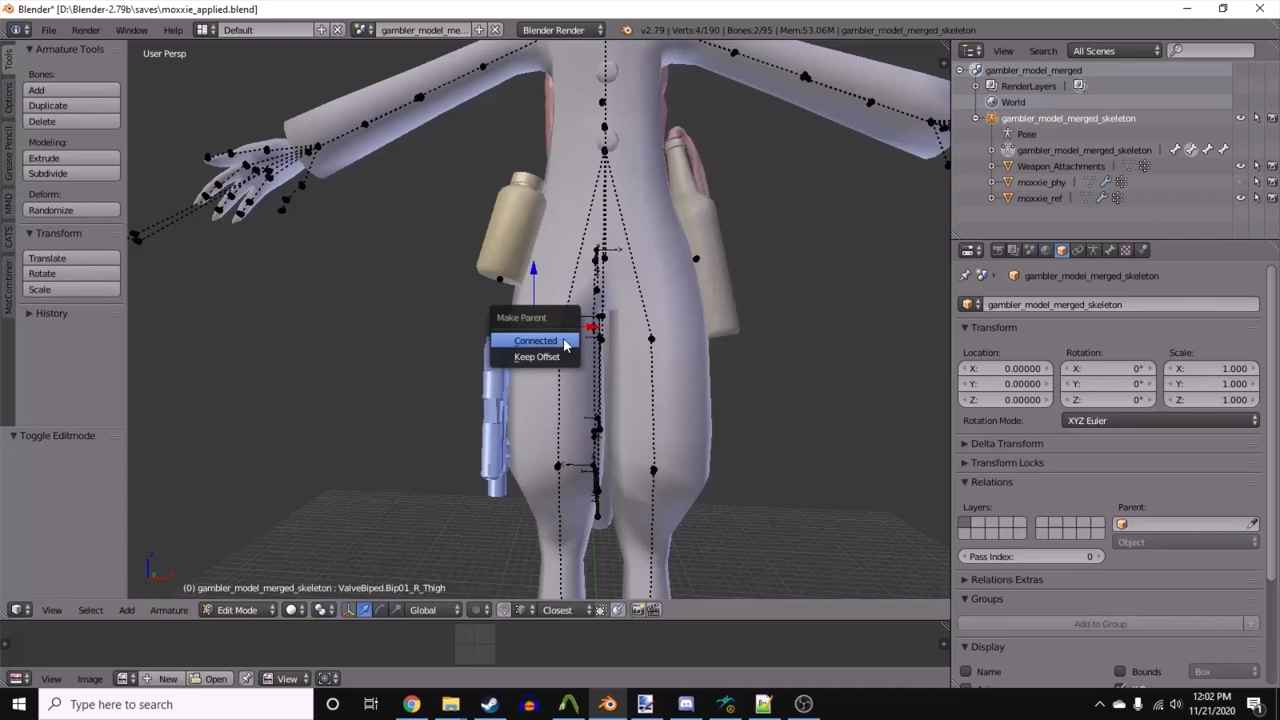 Blender* [D:\Blender-2.79b\saves\moxxie_applied.blend]
File Render Window Help Default gambler_model_me... Blender Render v2.79 | Verts:4/190 | Bones:2/95 | Mem:53.06M | gambler_model_merged_skeleton
Armature Tools
Bones:
Add
Duplicate
Delete
Modeling:
Extrude
Subdivide
Deform:
Randomize
Transform
Translate
Rotate
Scale
History
Toggle Editmode
Tools
Options
Grease Pencil
MMD
CATS
MatCombiner
User Persp
Make Parent
Connected
Keep Offset
(0) gambler_model_merged_skeleton : ValveBiped.Bip01_R_Thigh
View Select Add Armature Edit Mode Global Closest
View Image New Open View
View Search All Scenes
gambler_model_merged
RenderLayers
World
gambler_model_merged_skeleton
Pose
gambler_model_merged_skeleton
Weapon_Attachments
moxxie_phy
moxxie_ref
gambler_model_merged_skeleton
gambler_model_merged_skeleton
Transform
Location: Rotation: Scale:
X: 0.00000 X: 0° X: 1.000
Y: 0.00000 Y: 0° Y: 1.000
Z: 0.00000 Z: 0° Z: 1.000
Rotation Mode: XYZ Euler
Delta Transform
Transform Locks
Relations
Layers: Parent:
Object
Pass Index: 0
Relations Extras
Groups
Add to Group
Display
Name Bounds Box
Type here to search
12:02 PM
11/21/2020